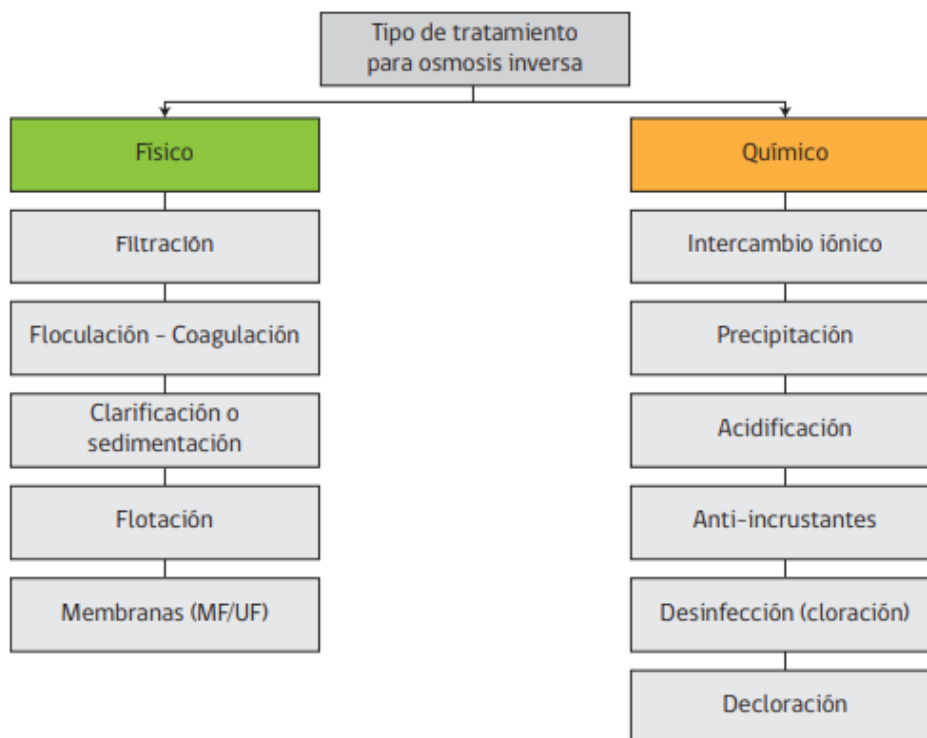 Tipo de tratamiento
para osmosis inversa
Físico
Filtración
Floculación - Coagulación
Clarificación o
sedimentación
Flotación
Membranas (MF/UF)
Químico
Intercambio iónico
Precipitación
Acidificación
Anti-incrustantes
Desinfección (cloración)
Decloración